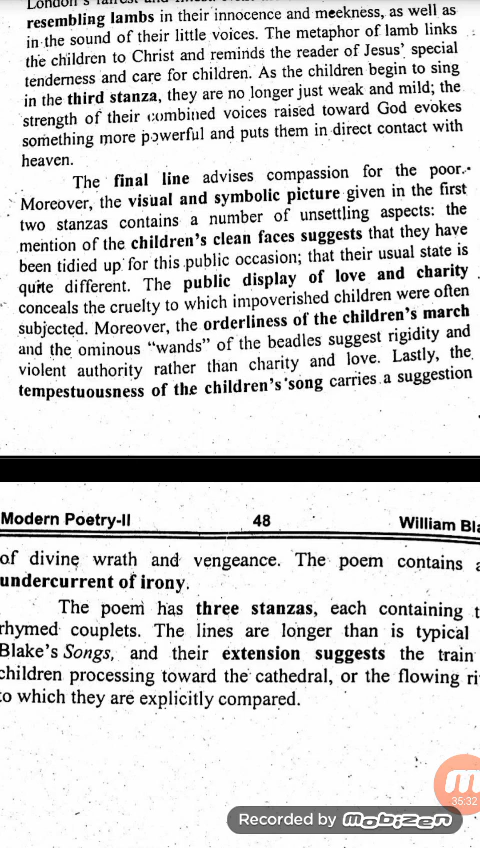 London's
resembling lambs in their innocence and meekness, as well as
in the sound of their little voices. The metaphor of lamb links
the children to Christ and reminds the reader of Jesus' special
tenderness and care for children. As the children begin to sing
in the third stanza, they are no longer just weak and mild; the
strength of their combined voices raised toward God evokes
something more powerful and puts them in direct contact with
heaven.
The final line advises compassion for the poor.
Moreover, the visual and symbolic picture given in the first
two stanzas contains a number of unsettling aspects: the
mention of the children's clean faces suggests that they have
been tidied up for this public occasion; that their usual state is
quite different. The public display of love and charity
conceals the cruelty to which impoverished children were often
subjected. Moreover, the orderliness of the children's march
and the ominous "wands" of the beadles suggest rigidity and
violent authority rather than charity and love. Lastly, the
tempestuousness of the children's song carries a suggestion
Modern Poetry-II 48 William Bla
of divine wrath and vengeance. The poem contains a
undercurrent of irony.
The poem has three stanzas, each containing t
rhymed couplets. The lines are longer than is typical
Blake's Songs, and their extension suggests the train
children processing toward the cathedral, or the flowing ri
to which they are explicitly compared.
35:32
Recorded by mobizen